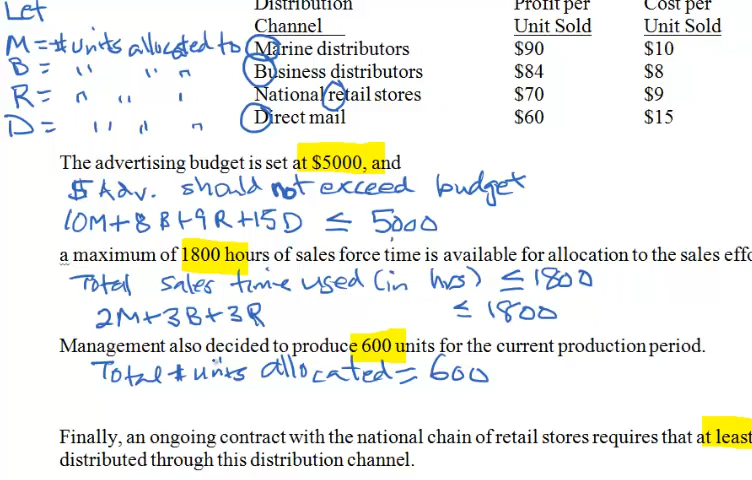 Let
Distribution Profit per Cost per
Channel Unit Sold Unit Sold
M = # units allocated to Marine distributors $90 $10
B = " " " Business distributors $84 $8
R = " " " National retail stores $70 $9
D = " " " Direct mail $60 $15
The advertising budget is set at $5000, and
$ Adv. should not exceed budget
10M+8B+9R+15D ≤ 5000
a maximum of 1800 hours of sales force time is available for allocation to the sales effo
Total sales time used (in hrs) ≤ 1800
2M+3B+3R ≤ 1800
Management also decided to produce 600 units for the current production period.
Total # units allocated = 600
Finally, an ongoing contract with the national chain of retail stores requires that at least
distributed through this distribution channel.